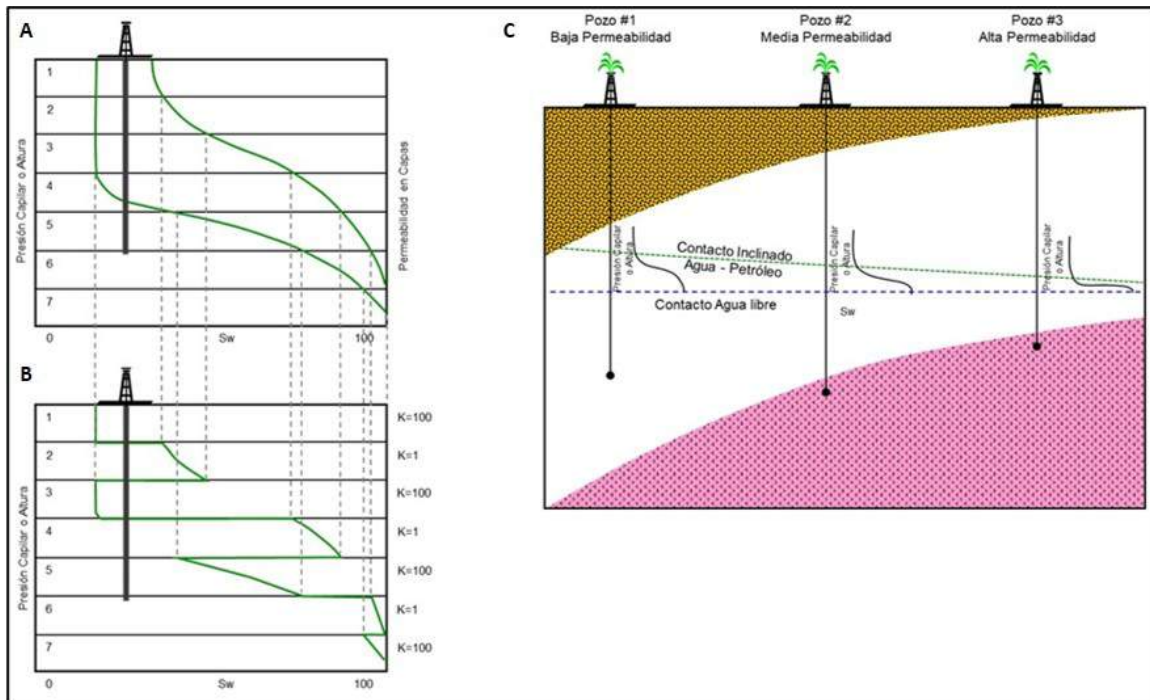 A
Presión Capilar o Altura
1
2
3
4
5
6
7
Permeabilidad en Capas
0
Sw
100
B
Presión Capilar o Altura
1
2
3
4
5
6
7
K=100
K=1
K=100
K=1
K=100
K=1
K=100
0
Sw
100
C
Pozo #1
Baja Permeabilidad
Pozo #2
Media Permeabilidad
Pozo #3
Alta Permeabilidad
Presión Capilar
o Altura
Contacto Inclinado
Agua - Petróleo
Contacto Agua libre
Presión Capilar
o Altura
Sw
Presión Capilar
o Altura